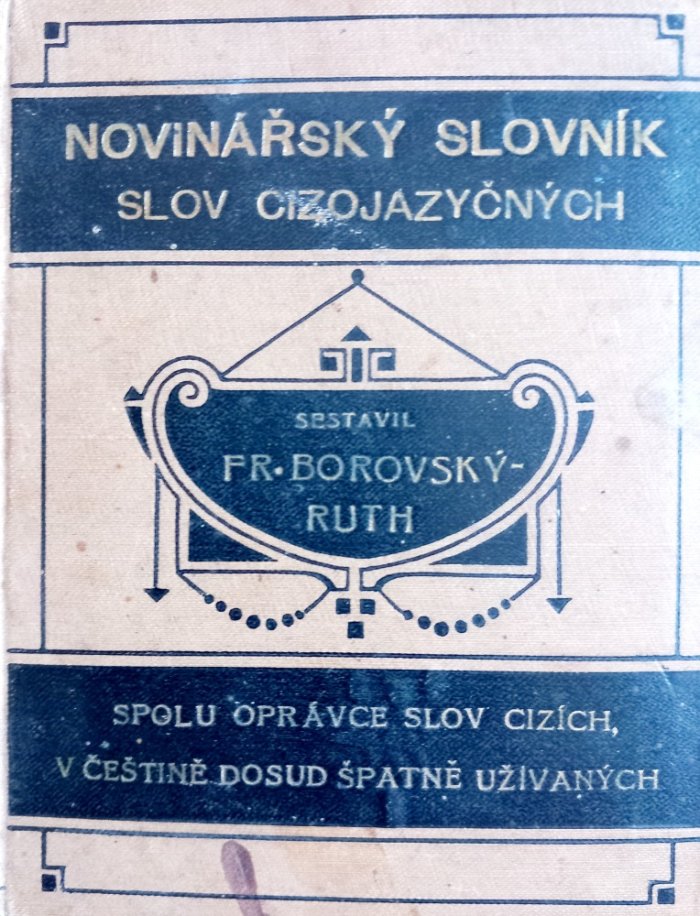 NOVINÁŘSKÝ SLOVNÍK
SLOV CIZOJAZYČNÝCH
SESTAVIL
FR. BOROVSKÝ-
RUTH
SPOLU OPRÁVCE SLOV CIZÍCH,
V ČEŠTINĚ DOSUD ŠPATNĚ UŽÍVANÝCH